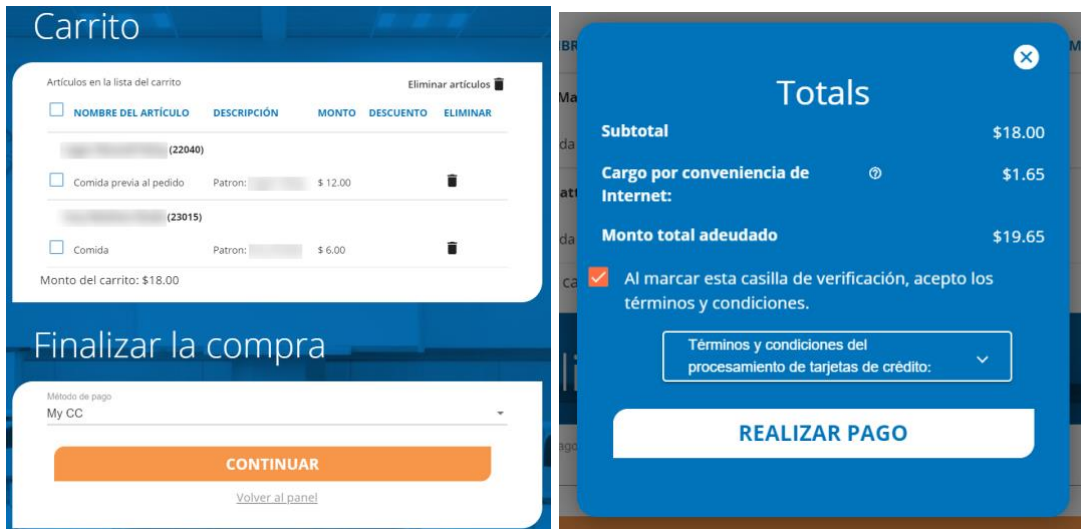 Carrito
Artículos en la lista del carrito
Eliminar artículos
NOMBRE DEL ARTÍCULO DESCRIPCIÓN MONTO DESCUENTO ELIMINAR
(22040)
Comida previa al pedido Patron: $ 12.00
(23015)
Comida Patron: $ 6.00
Monto del carrito: $18.00
Finalizar la compra
Método de pago
My CC
CONTINUAR
Volver al panel
Totals
Subtotal $18.00
Cargo por conveniencia de
Internet: $1.65
Monto total adeudado $19.65
Al marcar esta casilla de verificación, acepto los
términos y condiciones.
Términos y condiciones del
procesamiento de tarjetas de crédito:
REALIZAR PAGO